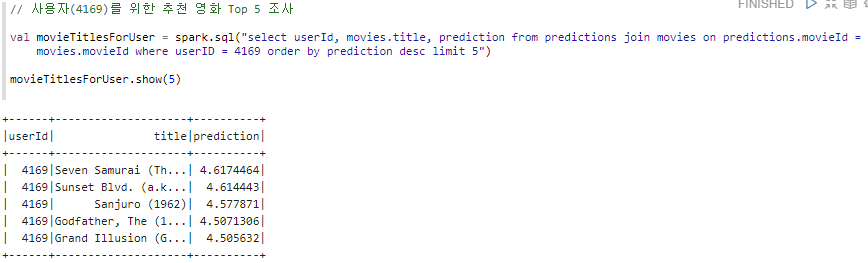 // 사용자(4169)를 위한 추천 영화 Top 5 조사
FINISHED
val movieTitlesForUser = spark.sql("select userId, movies.title, prediction from predictions join movies on predictions.movieId =
movies.movieId where userID = 4169 order by prediction desc limit 5")
movieTitlesForUser.show(5)
+------+--------------------+----------+
|userId|               title|prediction|
+------+--------------------+----------+
|  4169|Seven Samurai (Th...| 4.6174464|
|  4169|Sunset Blvd. (a.k...|  4.614443|
|  4169|      Sanjuro (1962)|  4.577871|
|  4169|Godfather, The (1...| 4.5071306|
|  4169|Grand Illusion (G...|  4.505632|
+------+--------------------+----------+